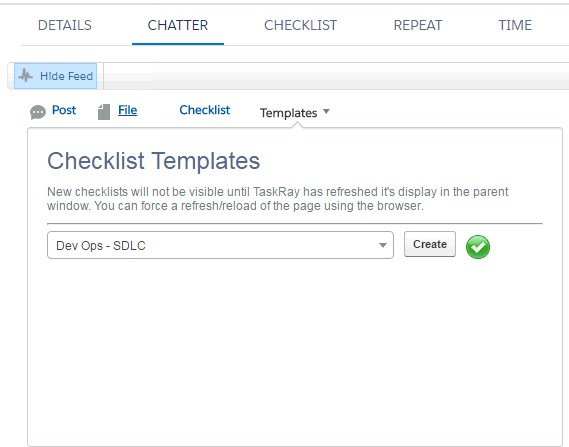 DETAILS CHATTER CHECKLIST REPEAT TIME
HIde Feed
Post File Checklist Templates
Checklist Templates
New checklists will not be visible until TaskRay has refreshed it's display in the parent
window. You can force a refresh/reload of the page using the browser.
Dev Ops - SDLC Create